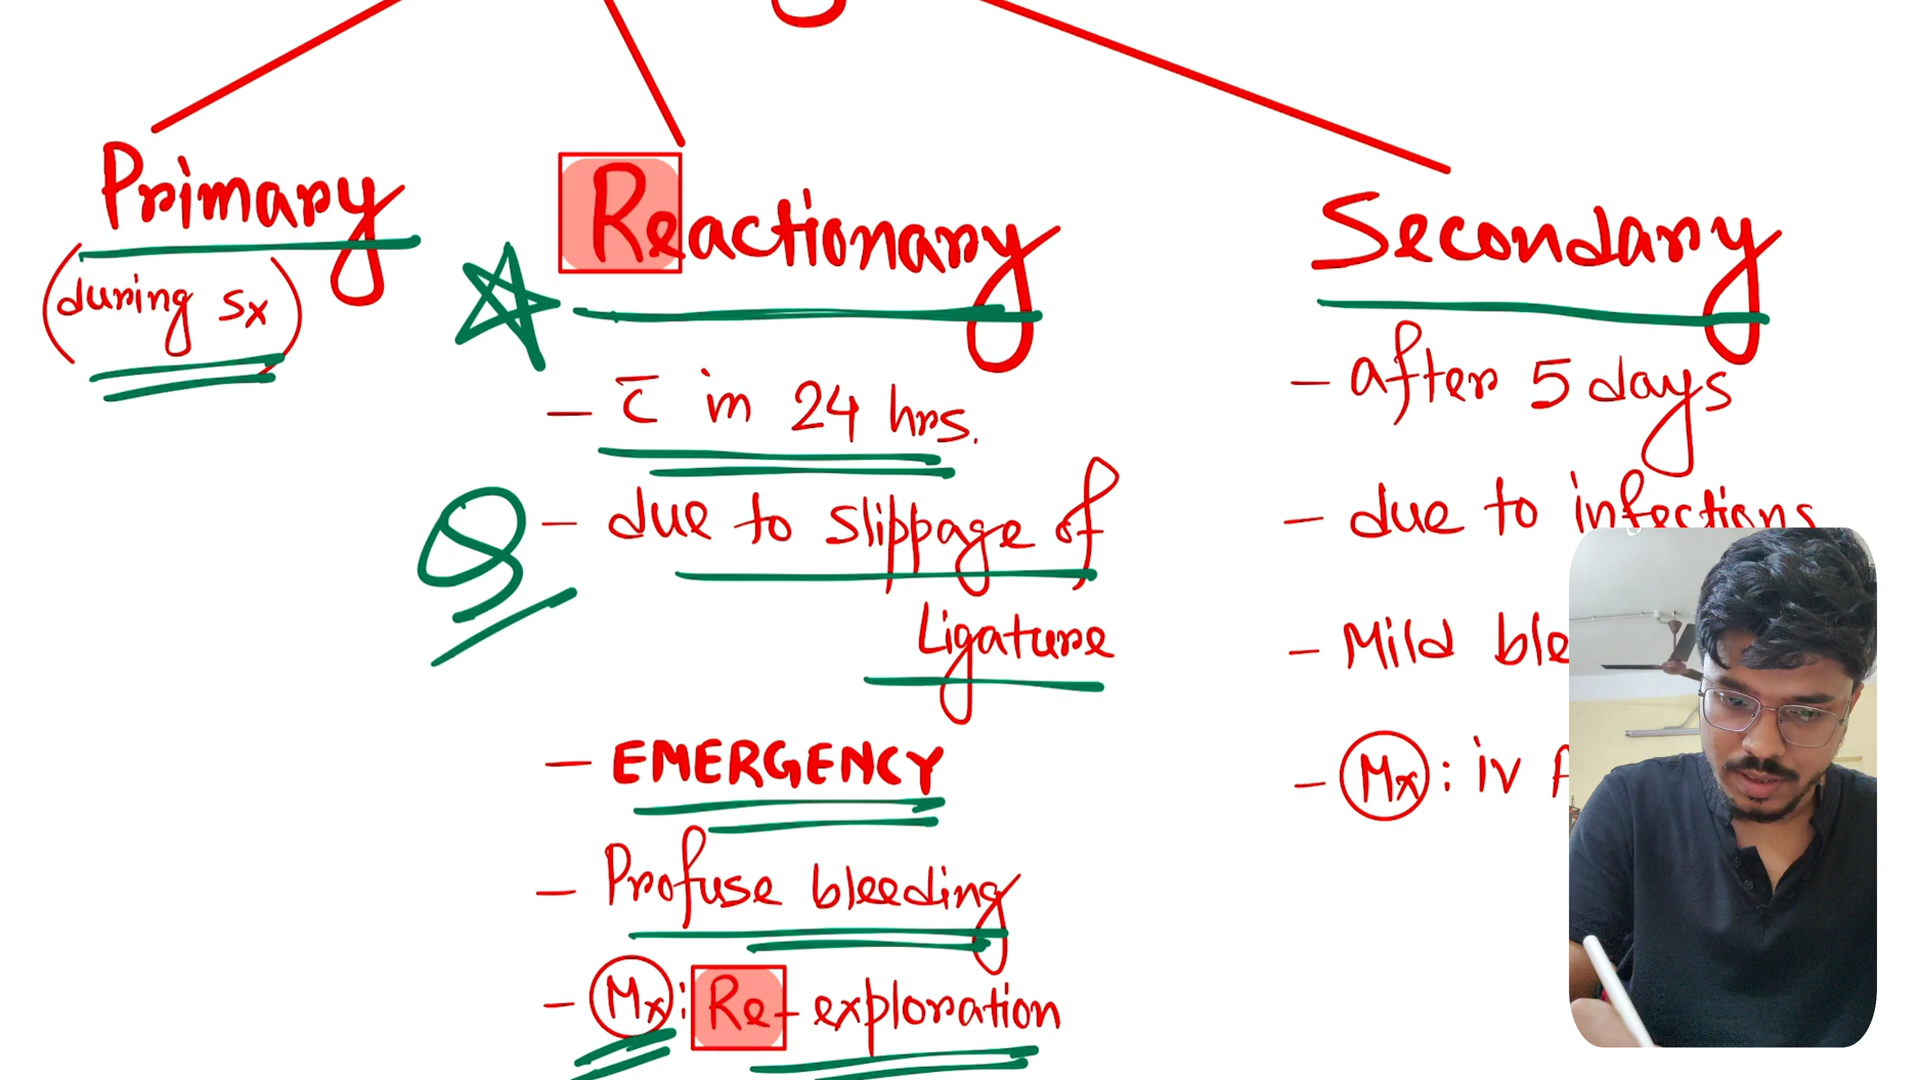 Primary
(during Sx)
Reactionary
- c̅ in 24 hrs.
- due to slippage of
Ligature
- EMERGENCY
- Profuse bleeding
- Mx : Re-exploration
Secondary
- after 5 days
- due to infections
- Mild
- Mx : iv